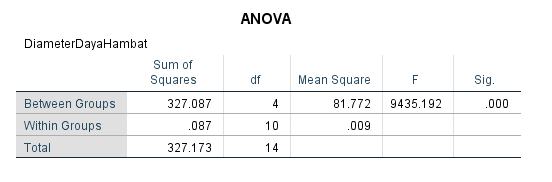 ANOVA
DiameterDayaHambat
Sum of Squares df Mean Square F Sig.
Between Groups 327.087 4 81.772 9435.192 .000
Within Groups .087 10 .009
Total 327.173 14